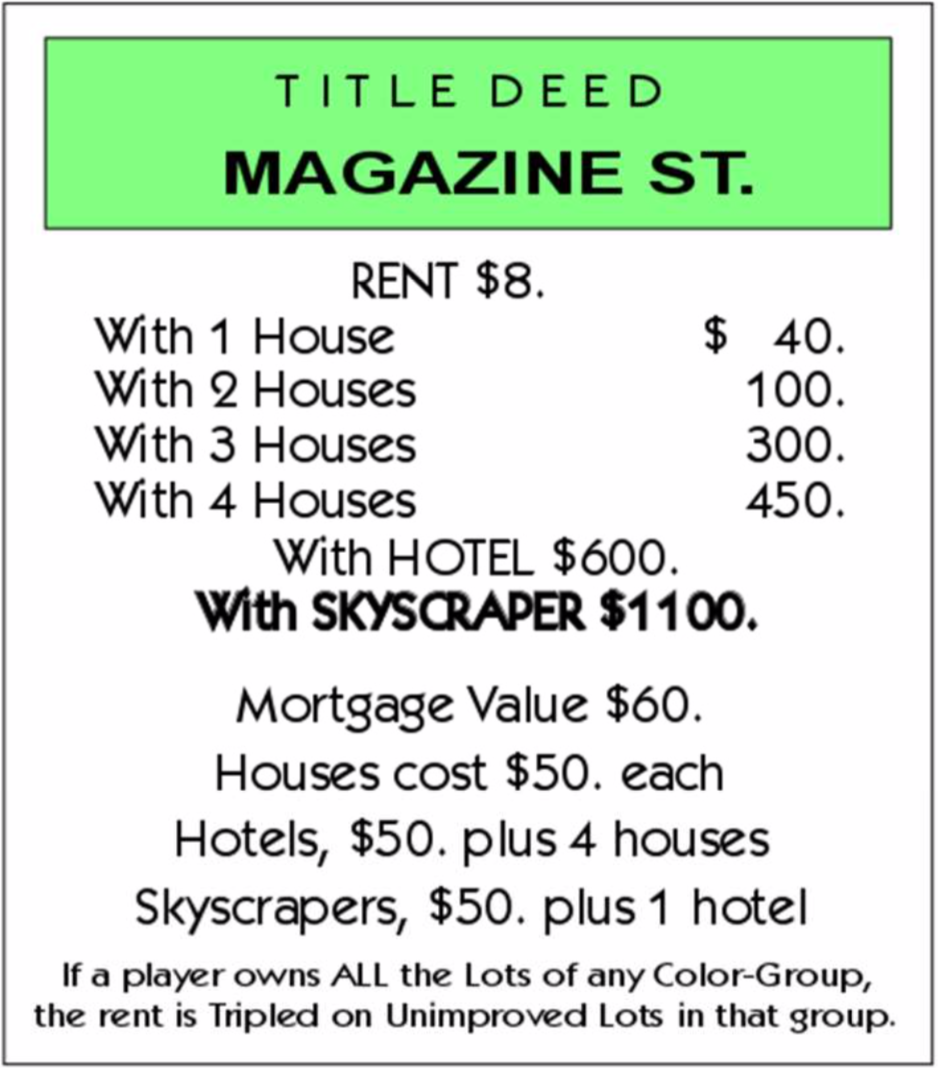 TITLE DEED
MAGAZINE ST.
RENT $8.
With 1 House $ 40.
With 2 Houses 100.
With 3 Houses 300.
With 4 Houses 450.
With HOTEL $600.
With SKYSCRAPER $1100.
Mortgage Value $60.
Houses cost $50. each
Hotels, $50. plus 4 houses
Skyscrapers, $50. plus 1 hotel
If a player owns ALL the Lots of any Color-Group,
the rent is Tripled on Unimproved Lots in that group.